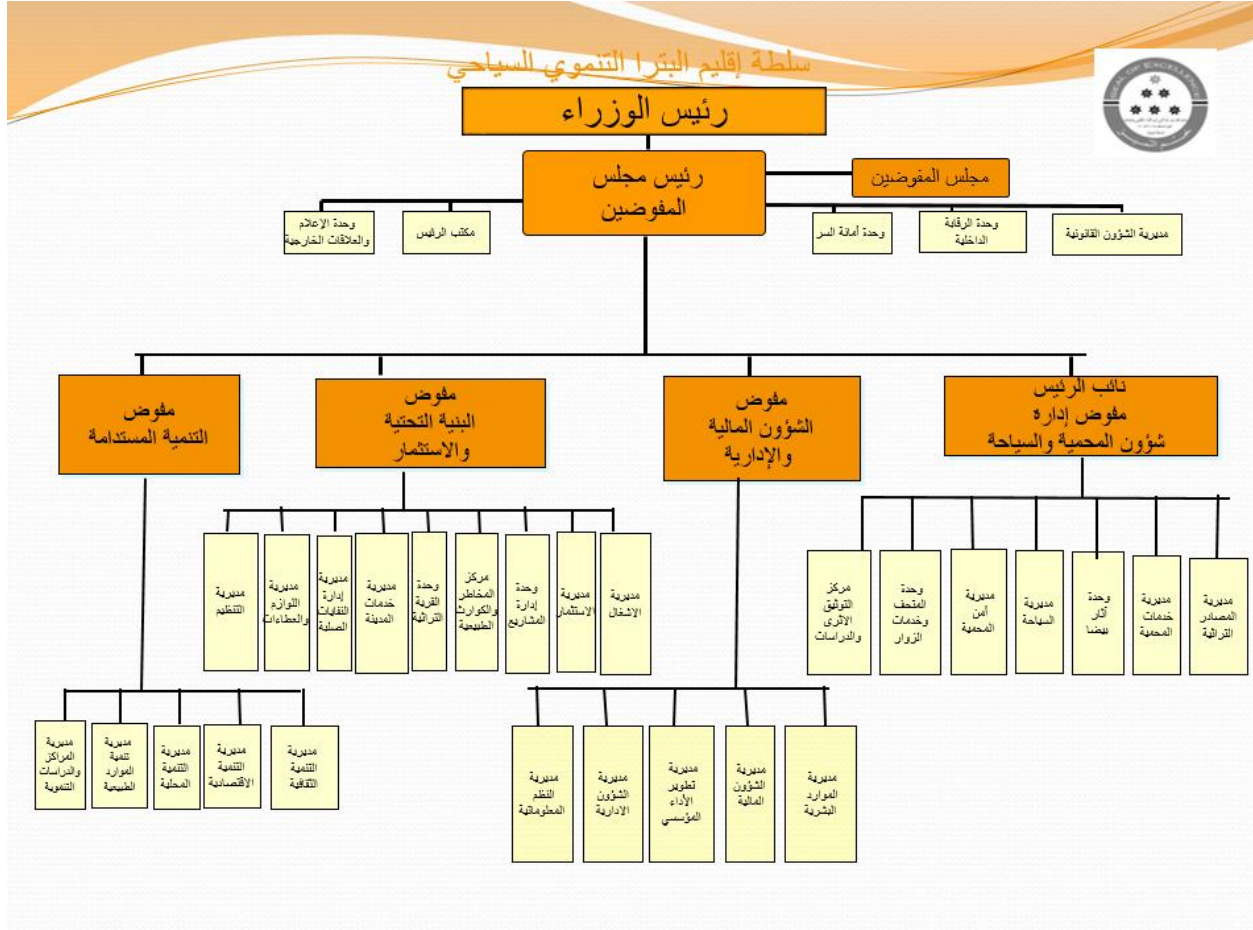 سلطة إقليم البترا التنموي السياحي
SEAL OF EXCELLENCE
ختم التميز
رئيس الوزراء
رئيس مجلس
المفوضين
مجلس المفوضين
مديرية الشؤون القانونية
وحدة الرقابة
الداخلية
وحدة أمانة السر
مكتب الرئيس
وحدة الإعلام
والعلاقات الخارجية
نائب الرئيس
مفوض إدارة
شؤون المحمية والسياحة
مفوض
الشؤون المالية
والإدارية
مفوض
البنية التحتية
والاستثمار
مفوض
التنمية المستدامة
مديرية
المصادر
التراثية
مديرية
خدمات
المحمية
وحدة
آثار
بيضا
مديرية
السياحة
مديرية
أمن
المحمية
وحدة
المتحف
وخدمات
الزوار
مركز
التوثيق
الاثرى
والدراسات
مديرية
الاشغال
مديرية
الاستثمار
وحدة
إدارة
المشاريع
مركز
المخاطر
والكوارث
الطبيعية
وحدة
القرية
التراثية
مديرية
خدمات
المدينة
مديرية
إدارة
النفايات
الصلبة
مديرية
اللوازم
والعطاءات
مديرية
التنظيم
مديرية
الموارد
البشرية
مديرية
الشؤون
المالية
مديرية
تطوير
الأداء
المؤسسي
مديرية
الشؤون
الادارية
مديرية
النظم
المعلوماتية
مديرية
التنمية
الثقافية
مديرية
التنمية
الاقتصادية
مديرية
التنمية
المحلية
مديرية
تنمية
الموارد
الطبيعية
مديرية
المراكز
والدراسات
التنموية